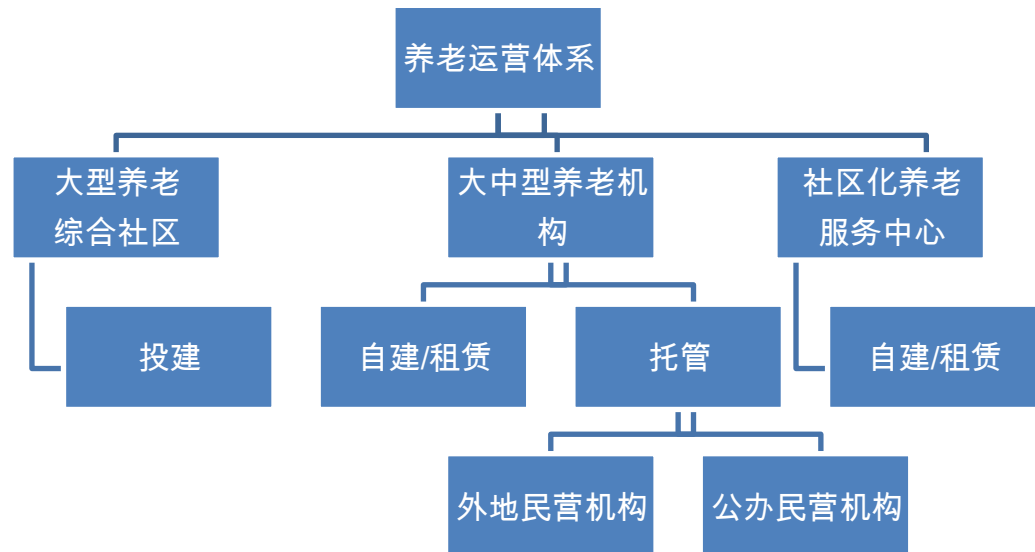 养老运营体系
大型养老
综合社区
大中型养老机
构
社区化养老
服务中心
投建
自建/租赁
托管
自建/租赁
外地民营机构
公办民营机构